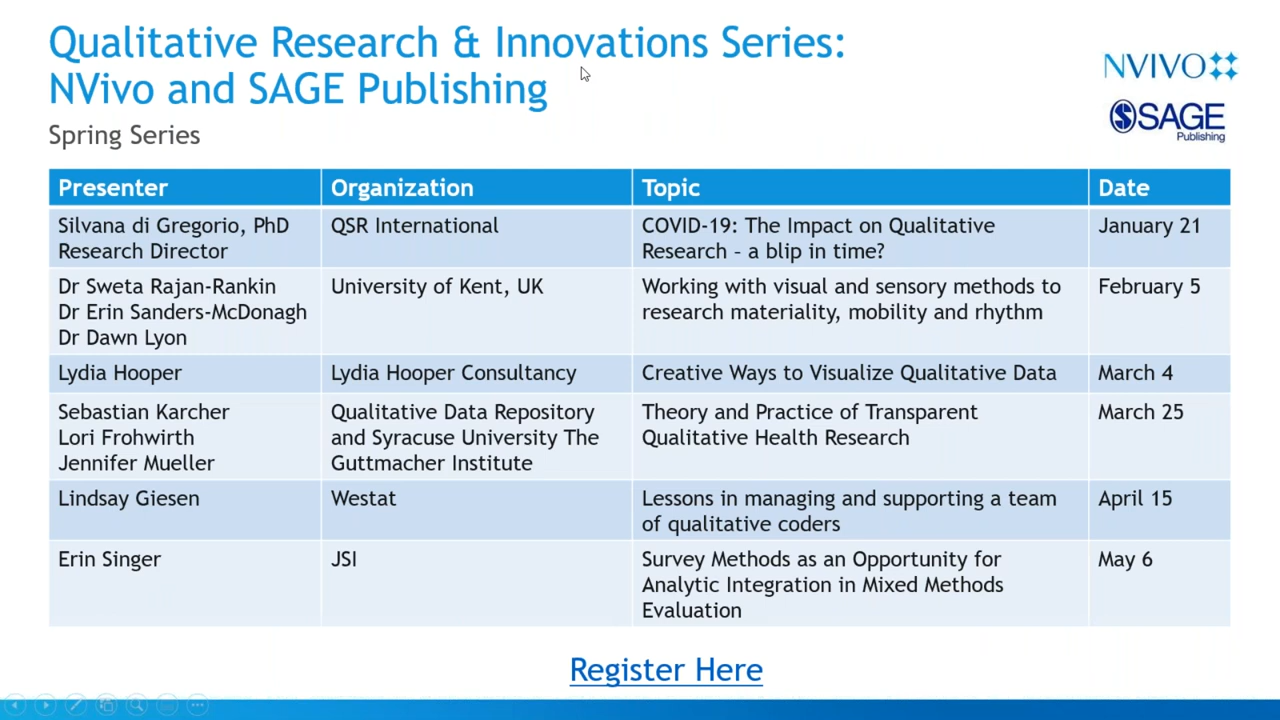 Qualitative Research & Innovations Series:
NVivo and SAGE Publishing
Spring Series
NVIVO
SAGE
Publishing
Presenter Organization Topic Date
Silvana di Gregorio, PhD QSR International COVID-19: The Impact on Qualitative January 21
Research Director Research – a blip in time?
Dr Sweta Rajan-Rankin University of Kent, UK Working with visual and sensory methods to February 5
Dr Erin Sanders-McDonagh research materiality, mobility and rhythm
Dr Dawn Lyon
Lydia Hooper Lydia Hooper Consultancy Creative Ways to Visualize Qualitative Data March 4
Sebastian Karcher Qualitative Data Repository Theory and Practice of Transparent March 25
Lori Frohwirth and Syracuse University The Qualitative Health Research
Jennifer Mueller Guttmacher Institute
Lindsay Giesen Westat Lessons in managing and supporting a team April 15
of qualitative coders
Erin Singer JSI Survey Methods as an Opportunity for May 6
Analytic Integration in Mixed Methods
Evaluation
Register Here